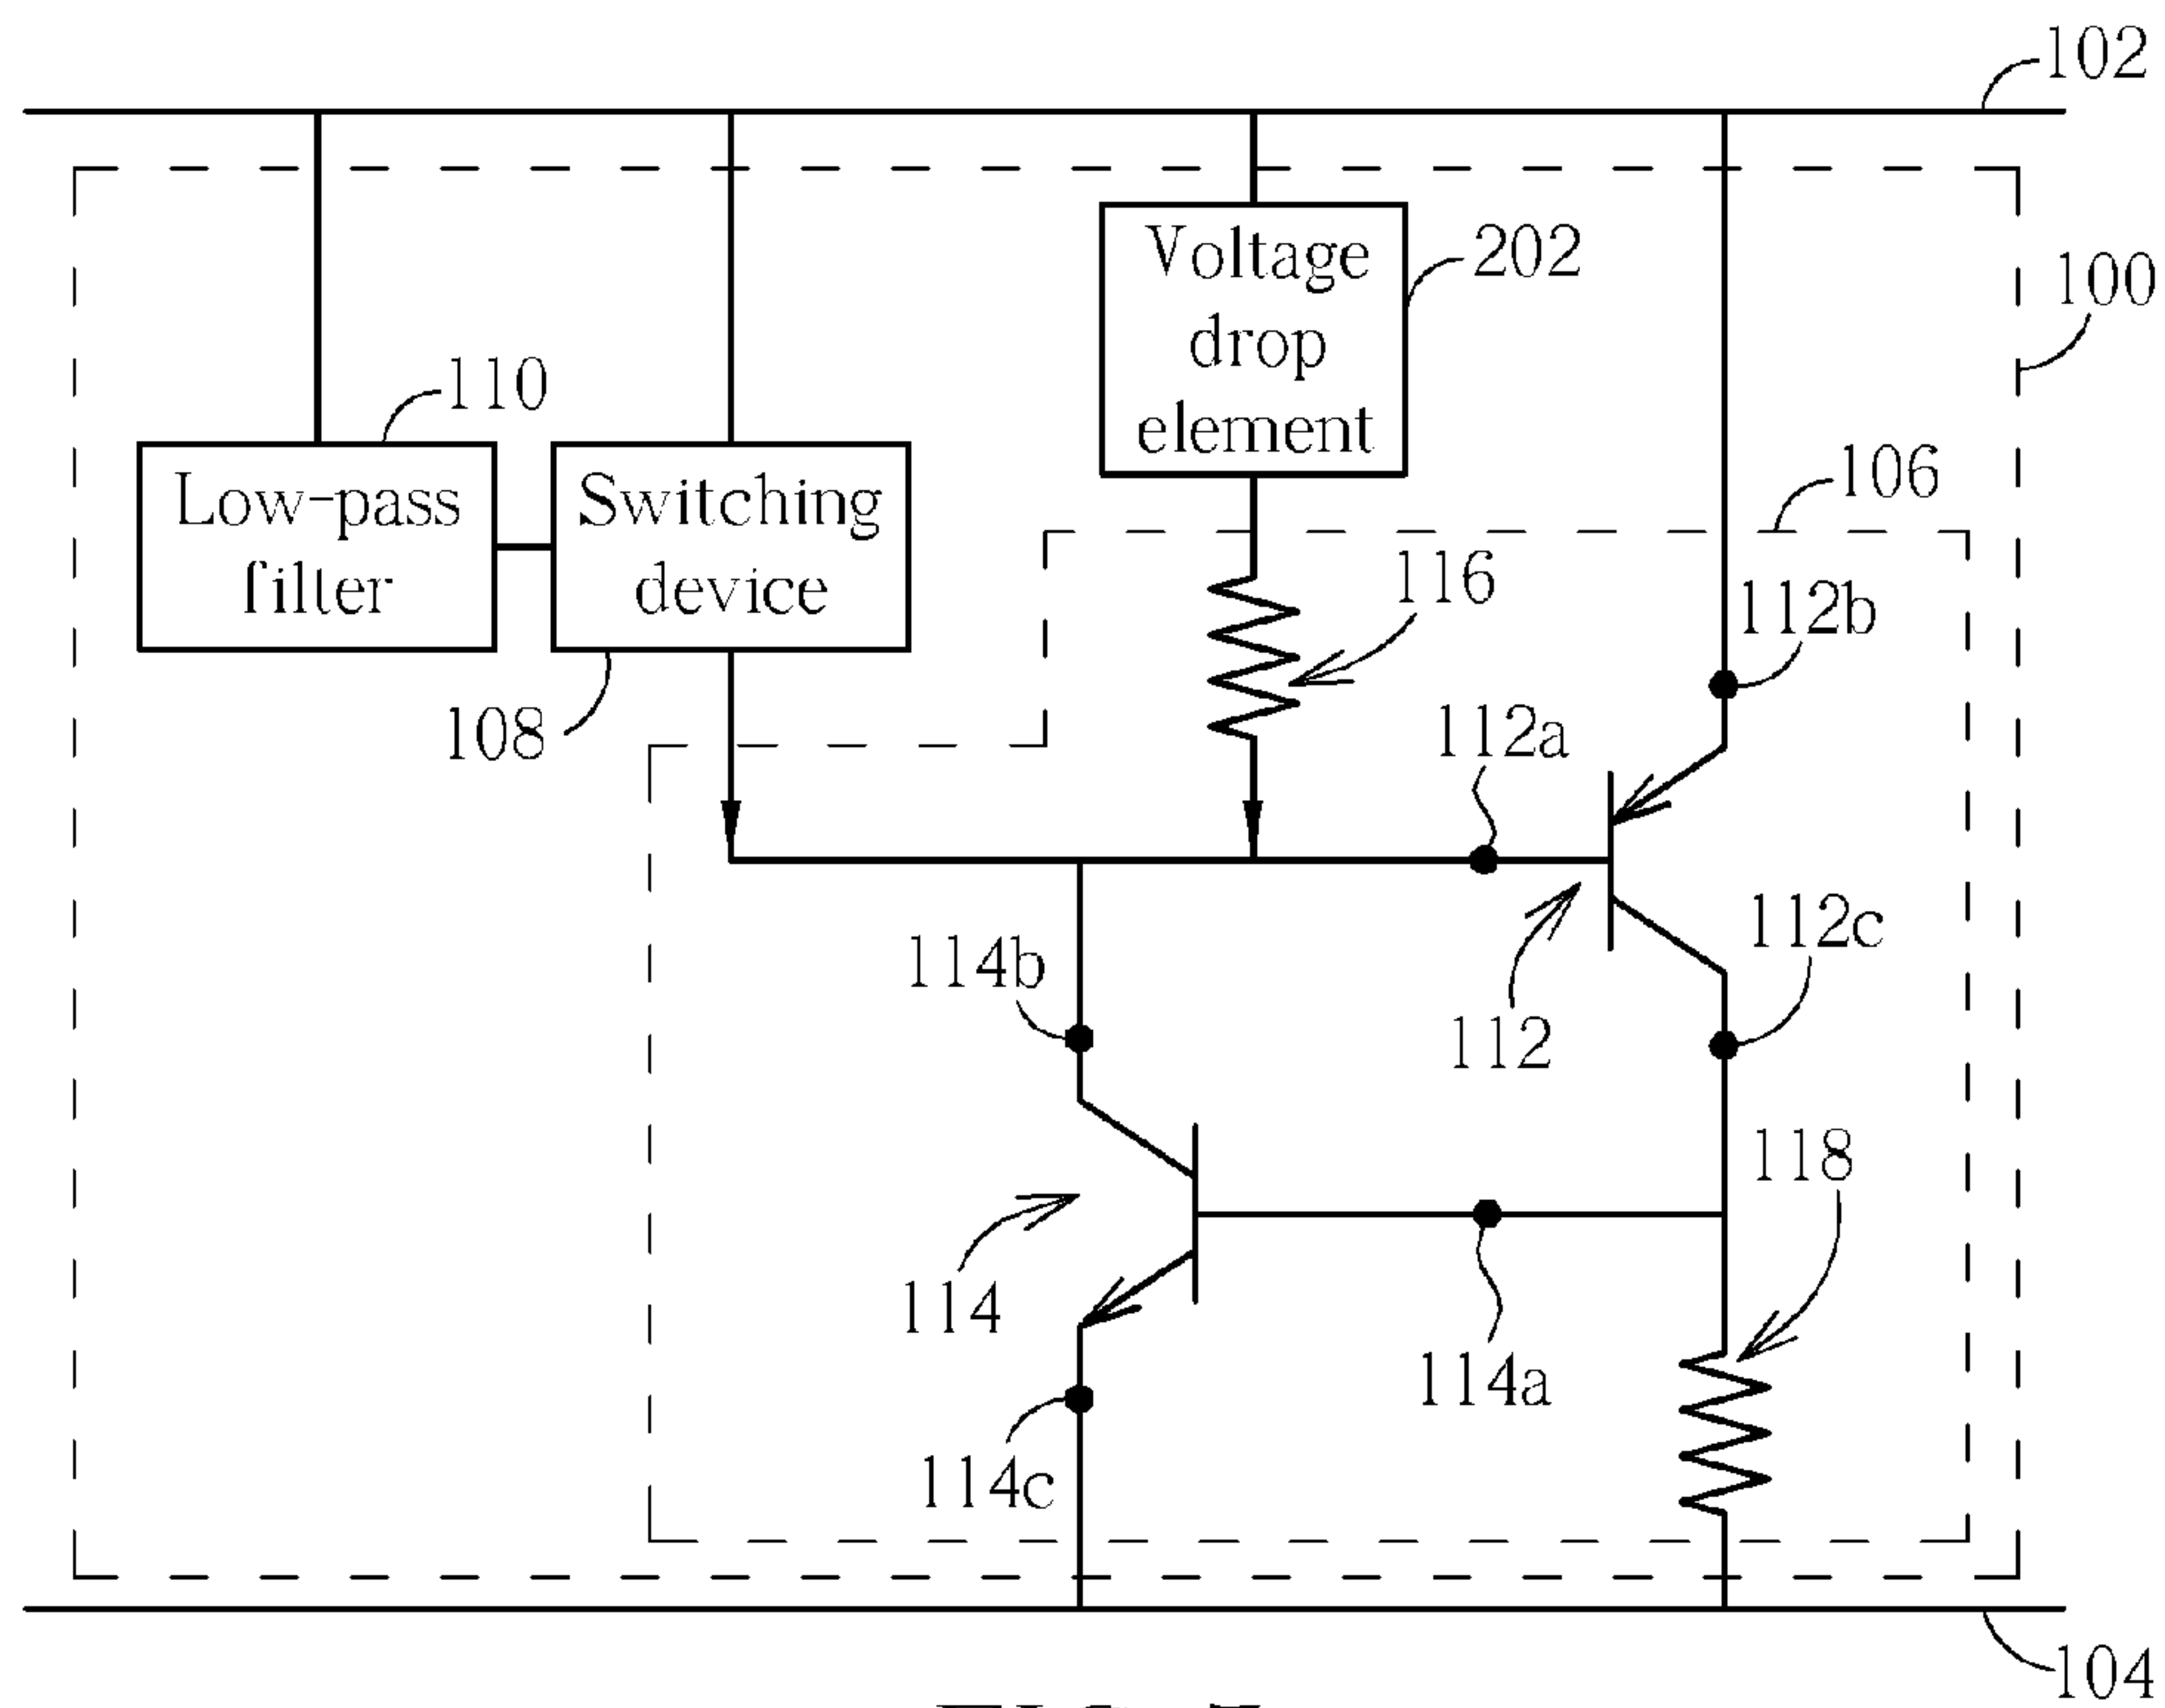 102
Voltage
drop
element
202
100
110
Low-pass
filter
Switching
device
106
116
112b
108
112a
112c
114b
112
118
114
114a
114c
104